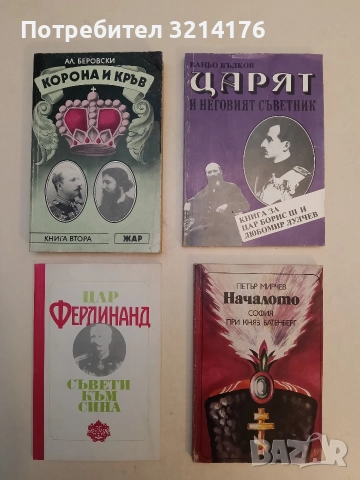 Потребител 3214176
АЛ. БЕРОВСКИ
КОРОНА И КРЪВ
КНИГА ВТОРА
ЖАР
ВАНЬО ВЪЛКОВ
ЦАРЯТ
И НЕГОВИЯТ СЪВЕТНИК
КНИГА ЗА
ЦАР БОРИС III И
ЛЮБОМИР ЛУЛЧЕВ
ЦАР
ФЕРДИНАНД
СЪВЕТИ
КЪМ
СИНА
ПЕТЪР МИРЧЕВ
Началото
СОФИЯ
ПРИ КНЯЗ БАТЕНБЕРГ
BAZAR